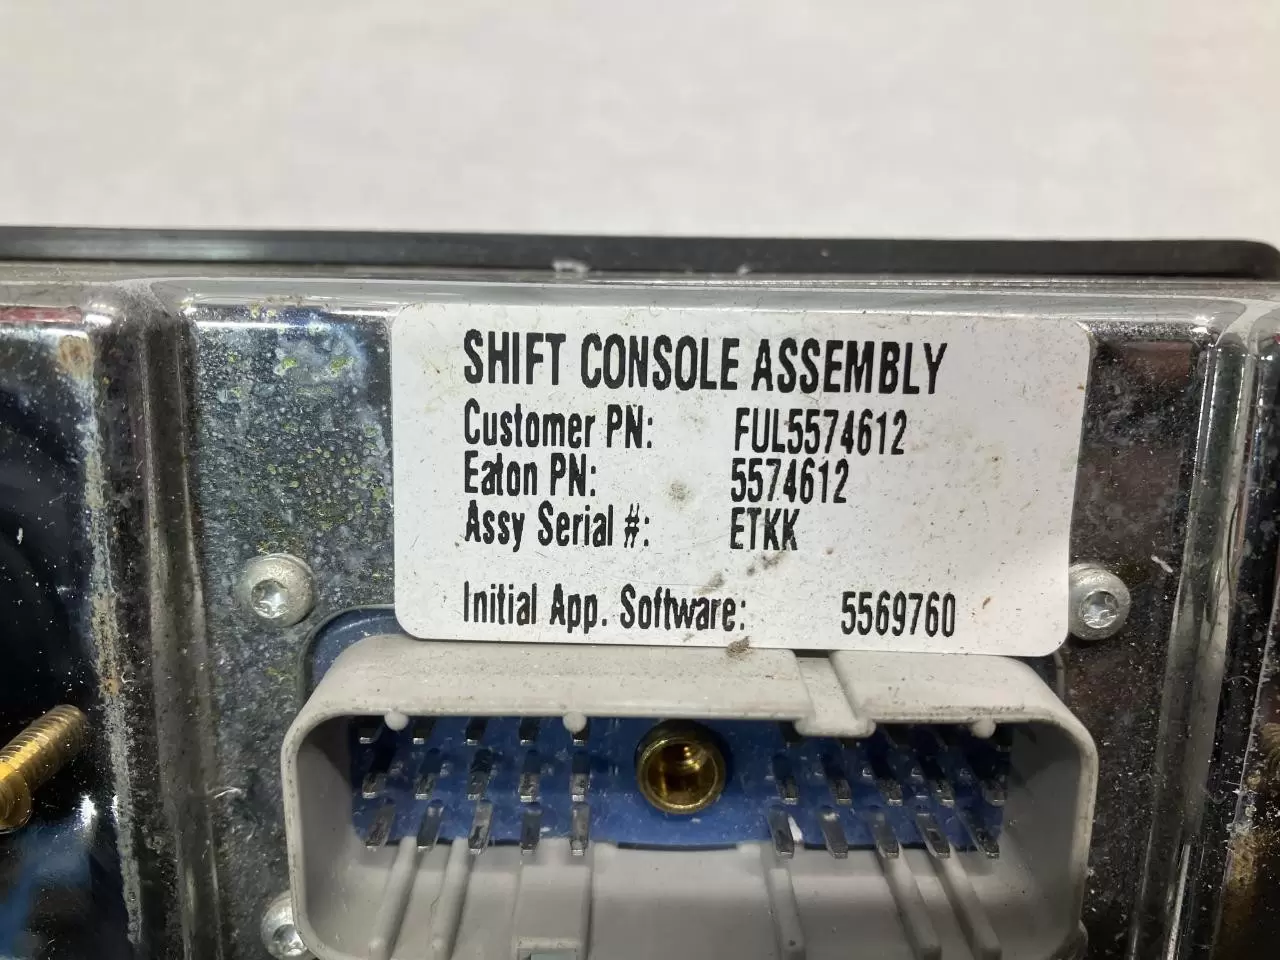 SHIFT CONSOLE ASSEMBLY
Customer PN: FUL5574612
Eaton PN: 5574612
Assy Serial #: ETKK
Initial App. Software: 5569760